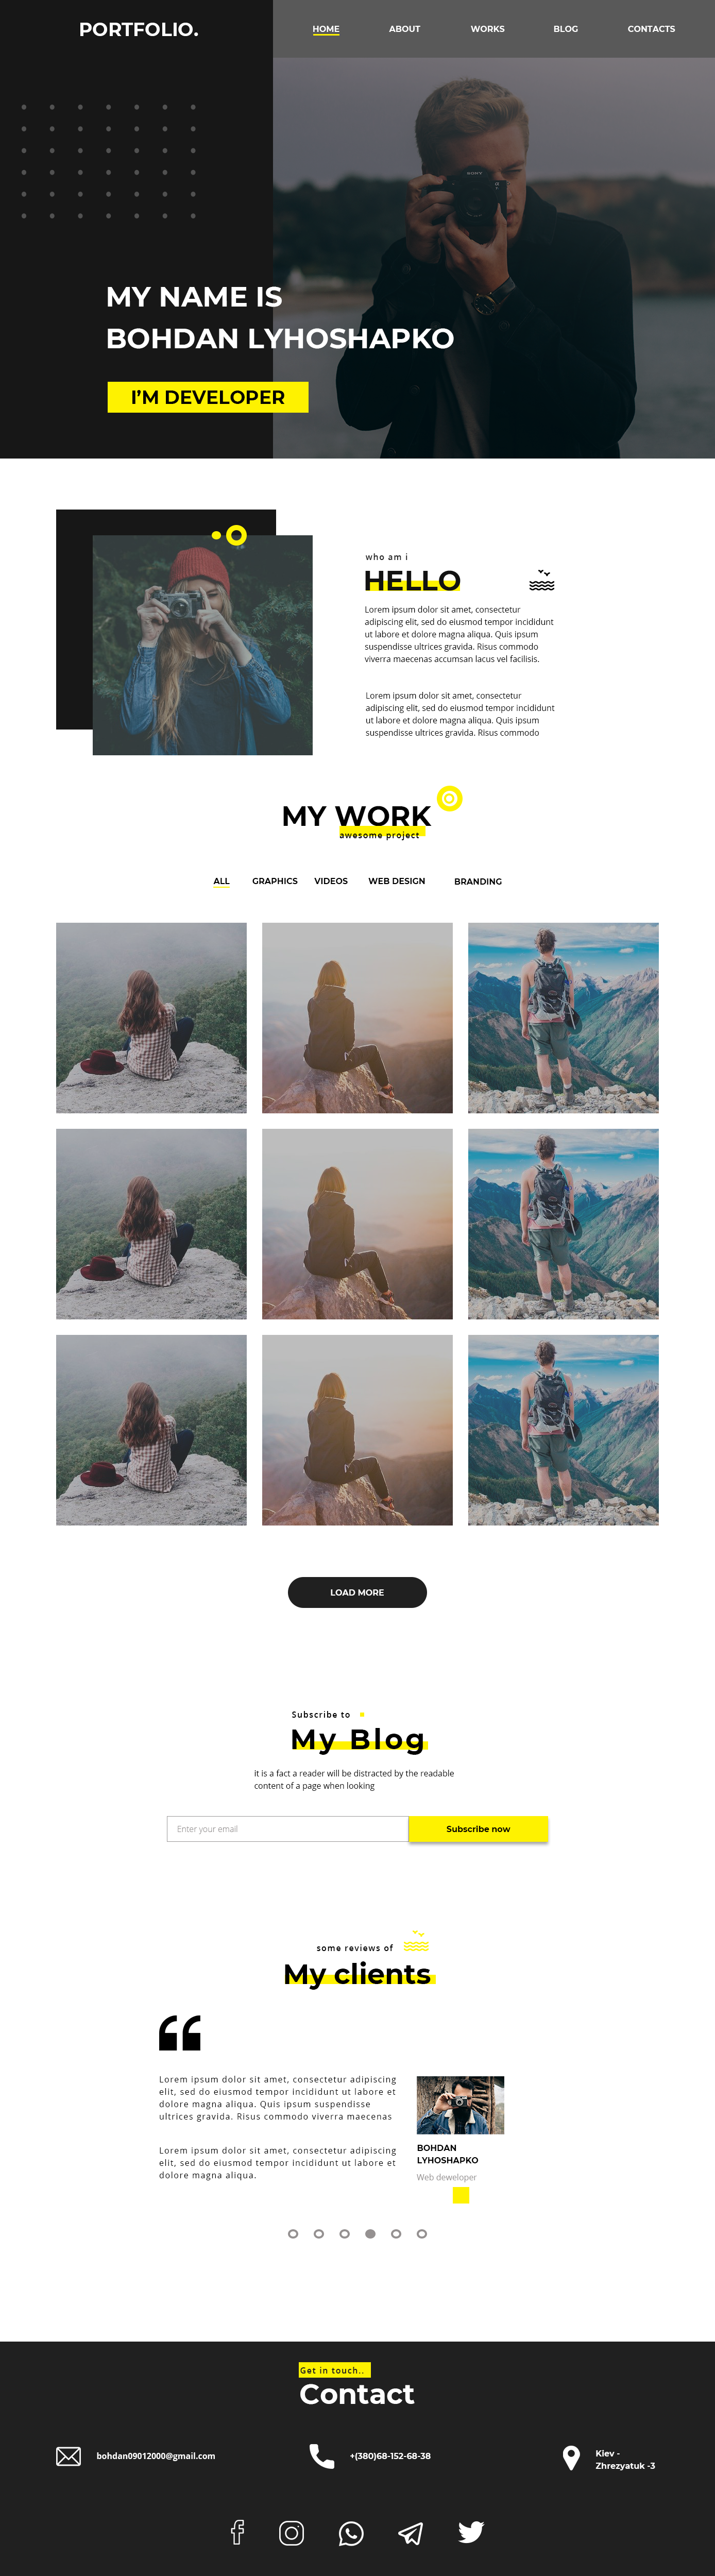 PORTFOLIO.
HOME ABOUT WORKS BLOG CONTACTS
SONY
MY NAME IS
BOHDAN LYHOSHAPKO
I'M DEVELOPER
who am i
HELLO
Lorem ipsum dolor sit amet, consectetur
adipiscing elit, sed do eiusmod tempor incididunt
ut labore et dolore magna aliqua. Quis ipsum
suspendisse ultrices gravida. Risus commodo
viverra maecenas accumsan lacus vel facilisis.
Lorem ipsum dolor sit amet, consectetur
adipiscing elit, sed do eiusmod tempor incididunt
ut labore et dolore magna aliqua. Quis ipsum
suspendisse ultrices gravida. Risus commodo
MY WORK
awesome project
ALL GRAPHICS VIDEOS WEB DESIGN BRANDING
LOAD MORE
Subscribe to
My Blog
it is a fact a reader will be distracted by the readable
content of a page when looking
Enter your email
Subscribe now
some reviews of
My clients
Lorem ipsum dolor sit amet, consectetur adipiscing
elit, sed do eiusmod tempor incididunt ut labore et
dolore magna aliqua. Quis ipsum suspendisse
ultrices gravida. Risus commodo viverra maecenas
Lorem ipsum dolor sit amet, consectetur adipiscing
elit, sed do eiusmod tempor incididunt ut labore et
dolore magna aliqua.
BOHDAN
LYHOSHAPKO
Web deweloper
Get in touch..
Contact
bohdan09012000@gmail.com
+(380)68-152-68-38
Kiev -
Zhrezyatuk -3